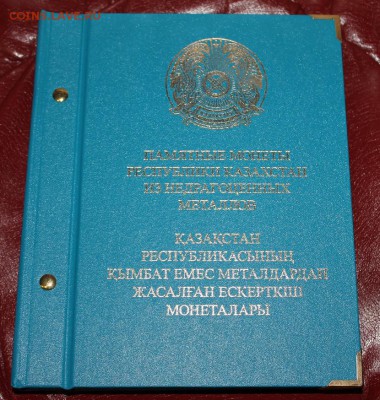 ПАМЯТНЫЕ МОНЕТЫ
РЕСПУБЛИКИ КАЗАХСТАН
ИЗ НЕДРАГОЦЕННЫХ
МЕТАЛЛОВ
ҚАЗАҚСТАН
РЕСПУБЛИКАСЫНЫҢ
ҚЫМБАТ ЕМЕС МЕТАЛДАРДАН
ЖАСАЛҒАН ЕСКЕРТКІШ
МОНЕТАЛАРЫ